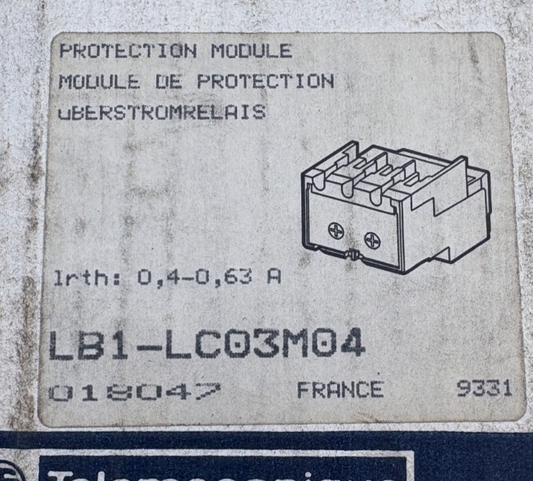 PROTECTION MODULE
MODULE DE PROTECTION
üBERSTROMRELAIS
Irth: 0,4-0,63 A
LB1-LC03M04
018047 FRANCE 9331
Telemecanique